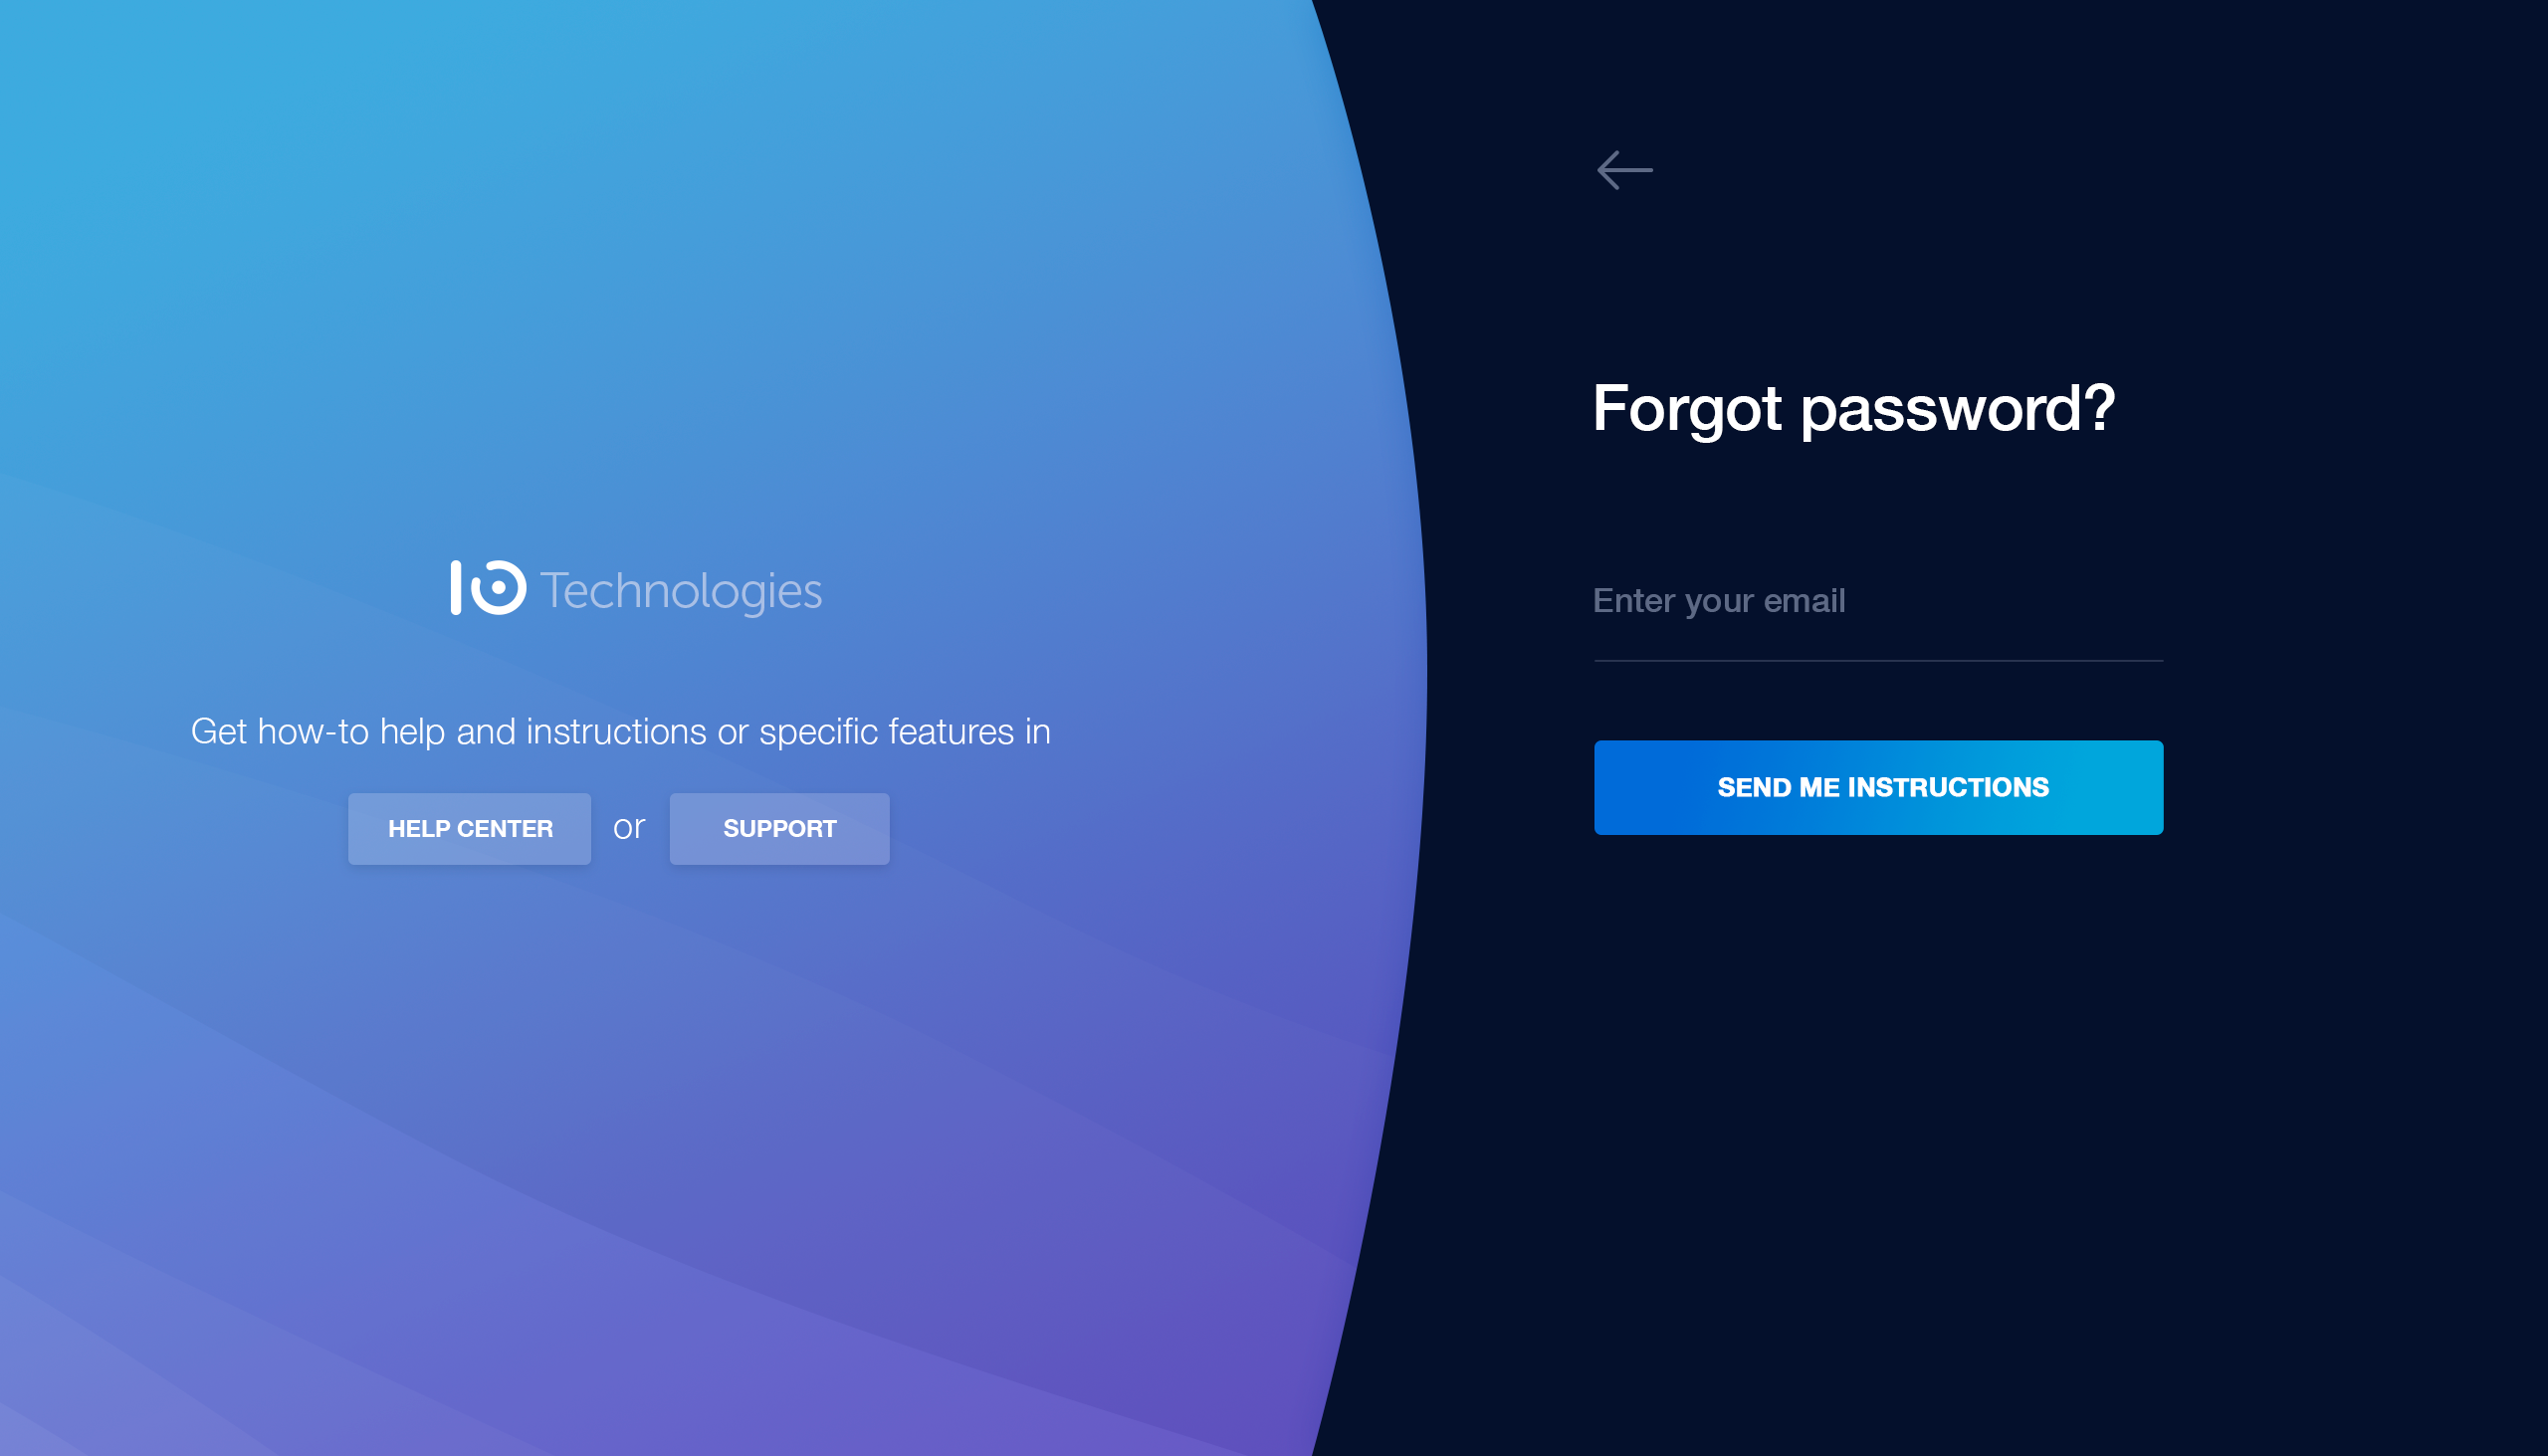 IO Technologies
Get how-to help and instructions or specific features in
HELP CENTER or SUPPORT
Forgot password?
Enter your email
SEND ME INSTRUCTIONS